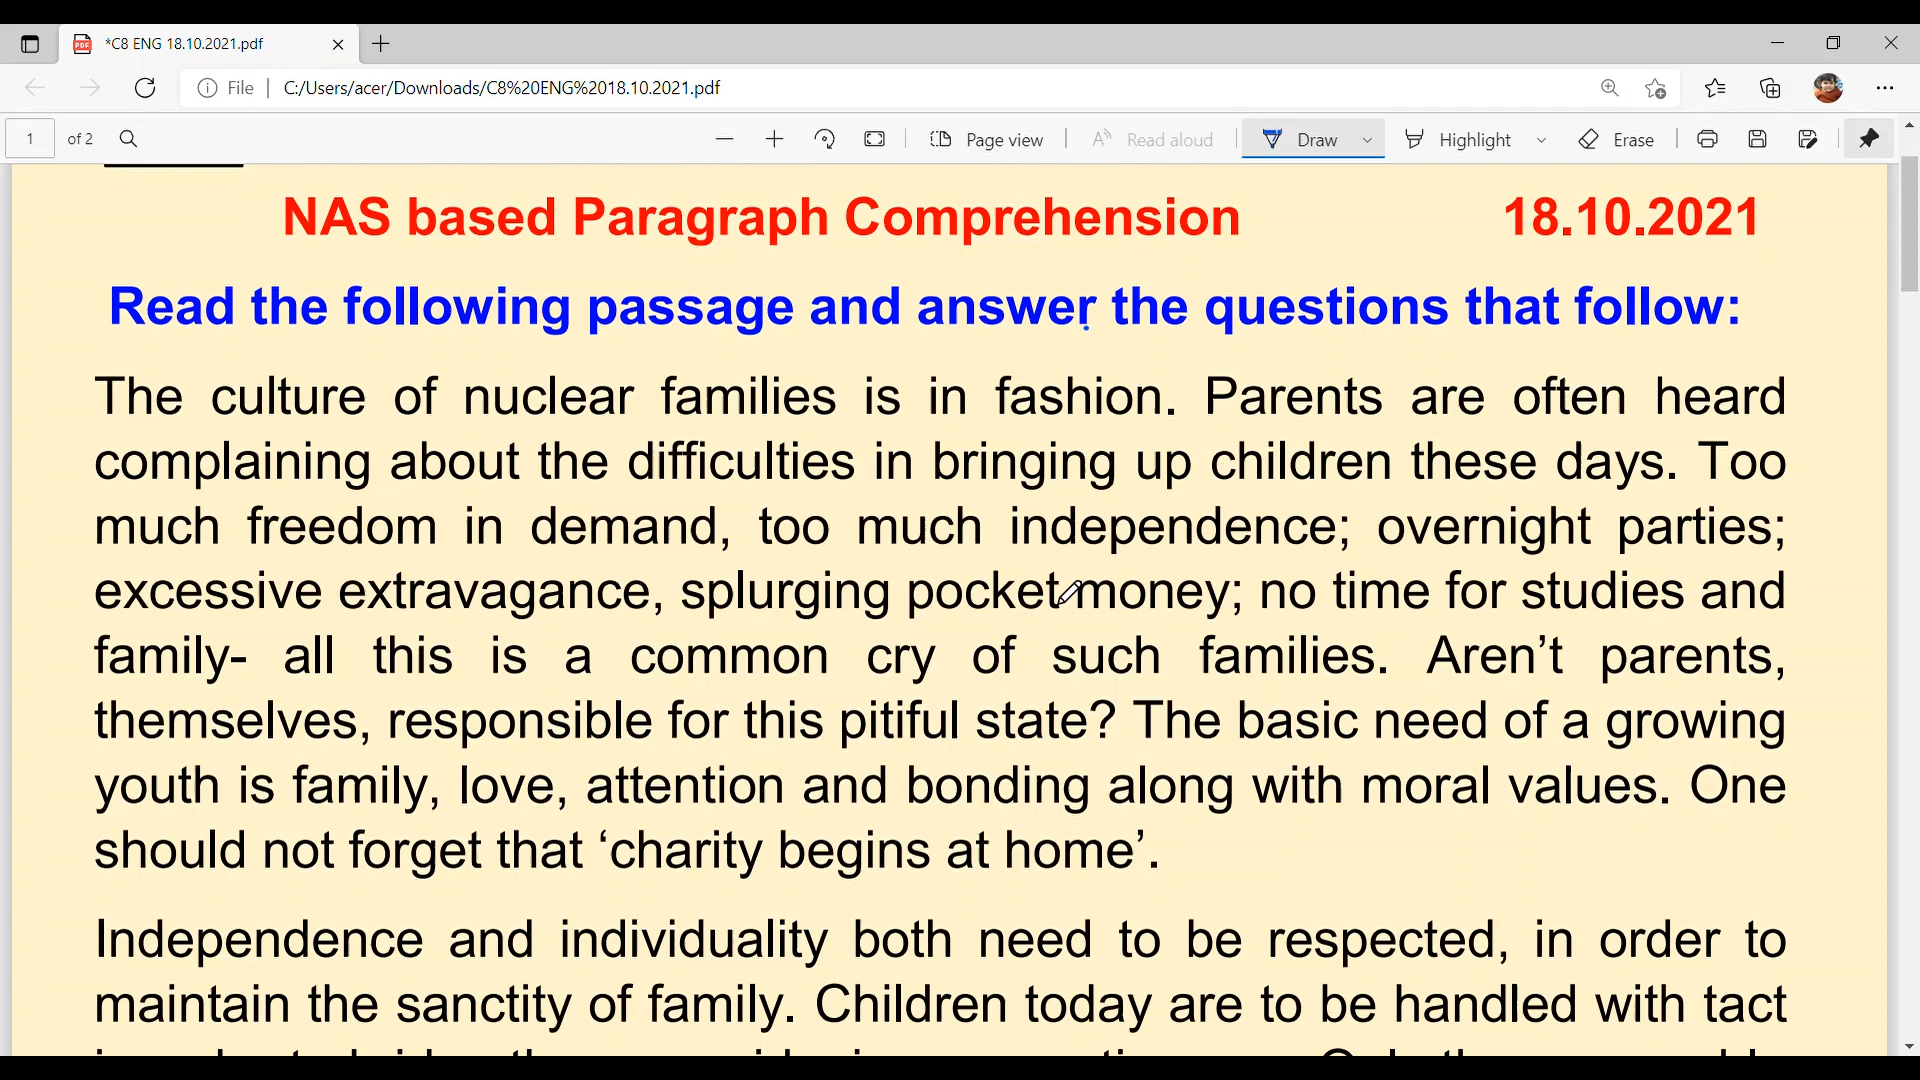 *C8 ENG 18.10.2021.pdf
File | C:/Users/acer/Downloads/C8%20ENG%2018.10.2021.pdf
1 of 2 Page view Read aloud Draw Highlight Erase
NAS based Paragraph Comprehension 18.10.2021
Read the following passage and answer the questions that follow:
The culture of nuclear families is in fashion. Parents are often heard
complaining about the difficulties in bringing up children these days. Too
much freedom in demand, too much independence; overnight parties;
excessive extravagance, splurging pocket money; no time for studies and
family- all this is a common cry of such families. Aren’t parents,
themselves, responsible for this pitiful state? The basic need of a growing
youth is family, love, attention and bonding along with moral values. One
should not forget that ‘charity begins at home’.
Independence and individuality both need to be respected, in order to
maintain the sanctity of family. Children today are to be handled with tact